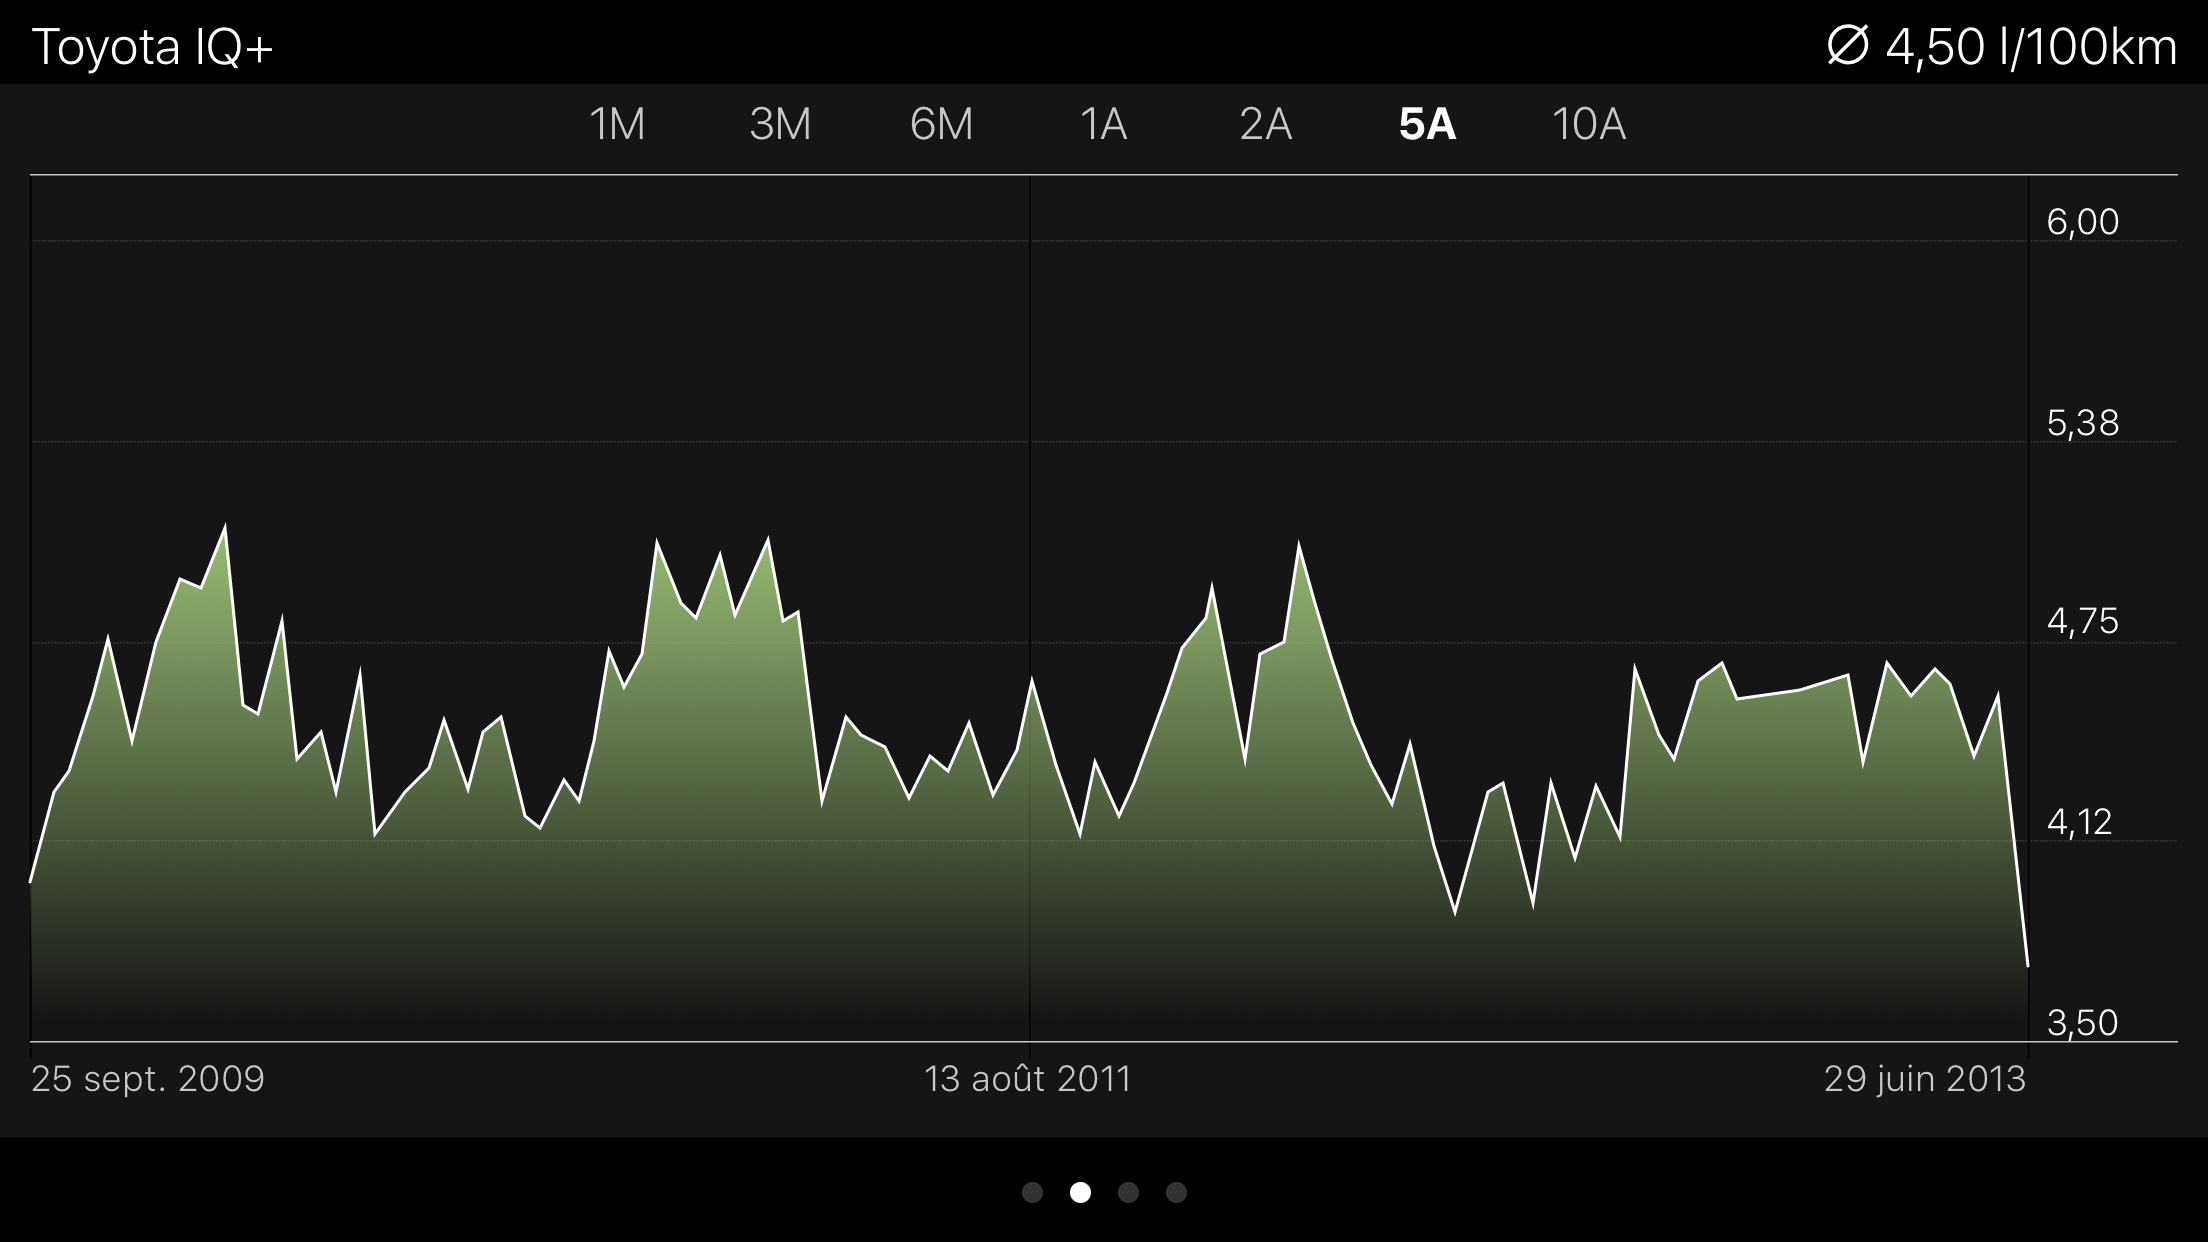 Toyota IQ+
Ø 4,50 l/100km
1M 3M 6M 1A 2A 5A 10A
6,00
5,38
4,75
4,12
3,50
25 sept. 2009 13 août 2011 29 juin 2013